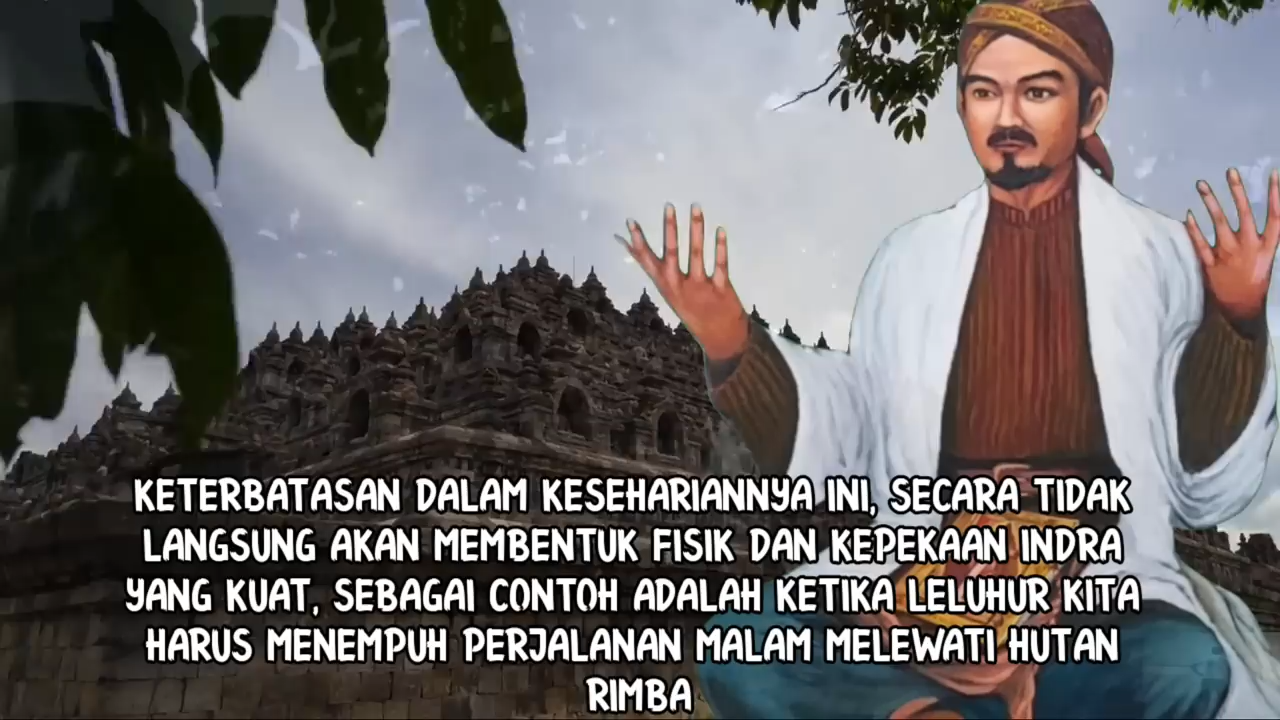 KETERBATASAN DALAM KESEHARIANNYA INI, SECARA TIDAK
LANGSUNG AKAN MEMBENTUK FISIK DAN KEPEKAAN INDRA
YANG KUAT, SEBAGAI CONTOH ADALAH KETIKA LELUHUR KITA
HARUS MENEMPUH PERJALANAN MALAM MELEWATI HUTAN
RIMBA